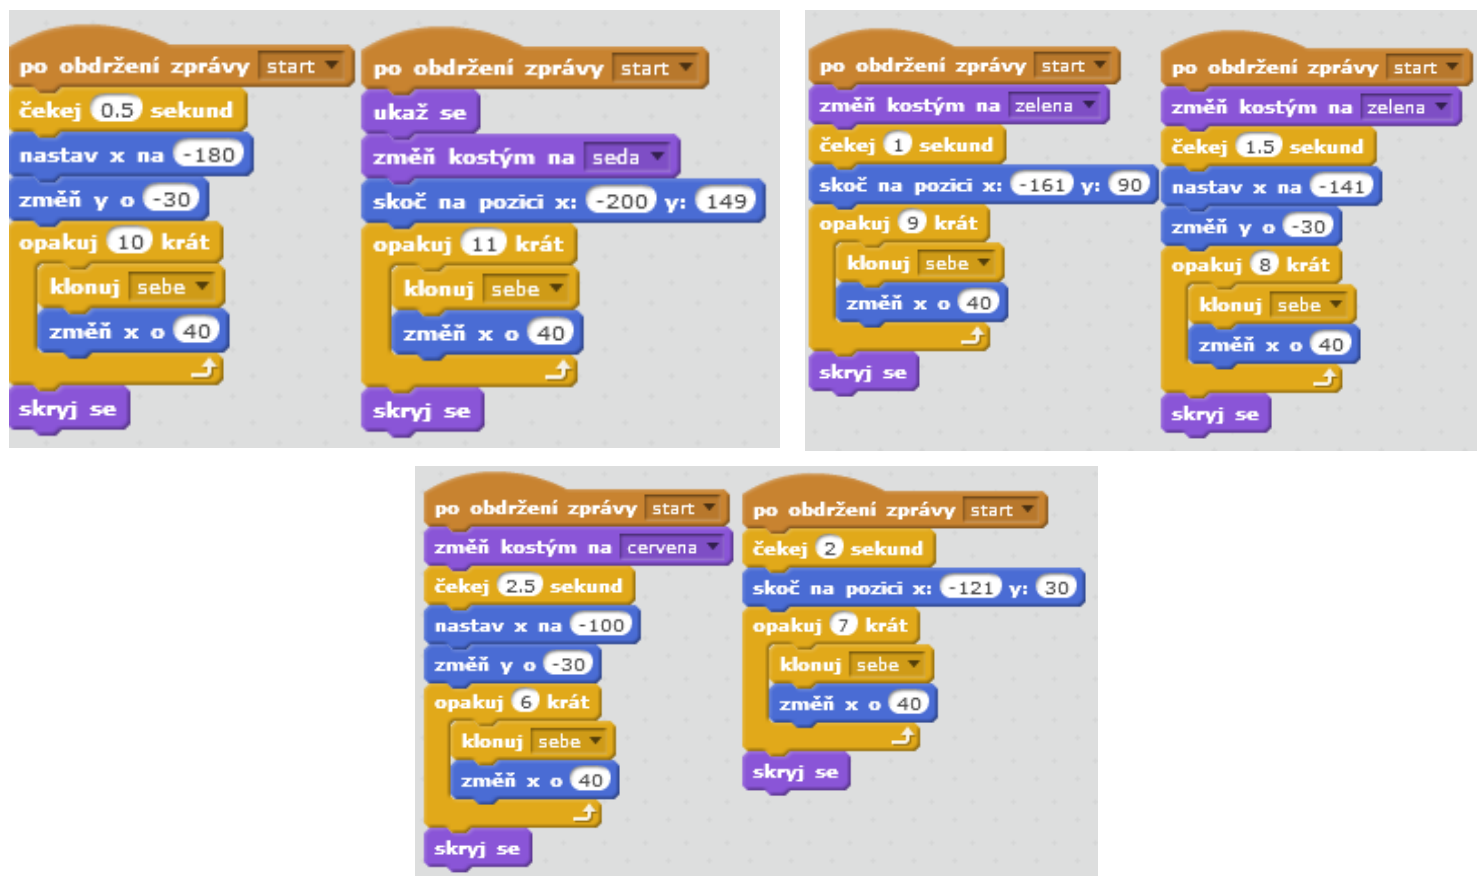 po obdržení zprávy start
čekej 0.5 sekund
nastav x na -180
změň y o -30
opakuj 10 krát
klonuj sebe
změň x o 40
skryj se
po obdržení zprávy start
ukaž se
změň kostým na seda
skoč na pozici x: -200 y: 149
opakuj 11 krát
klonuj sebe
změň x o 40
skryj se
po obdržení zprávy start
změň kostým na zelena
čekej 1 sekund
skoč na pozici x: -161 y: 90
opakuj 9 krát
klonuj sebe
změň x o 40
skryj se
po obdržení zprávy start
změň kostým na zelena
čekej 1.5 sekund
nastav x na -141
změň y o -30
opakuj 8 krát
klonuj sebe
změň x o 40
skryj se
po obdržení zprávy start
změň kostým na cervena
čekej 2.5 sekund
nastav x na -100
změň y o -30
opakuj 6 krát
klonuj sebe
změň x o 40
skryj se
po obdržení zprávy start
čekej 2 sekund
skoč na pozici x: -121 y: 30
opakuj 7 krát
klonuj sebe
změň x o 40
skryj se